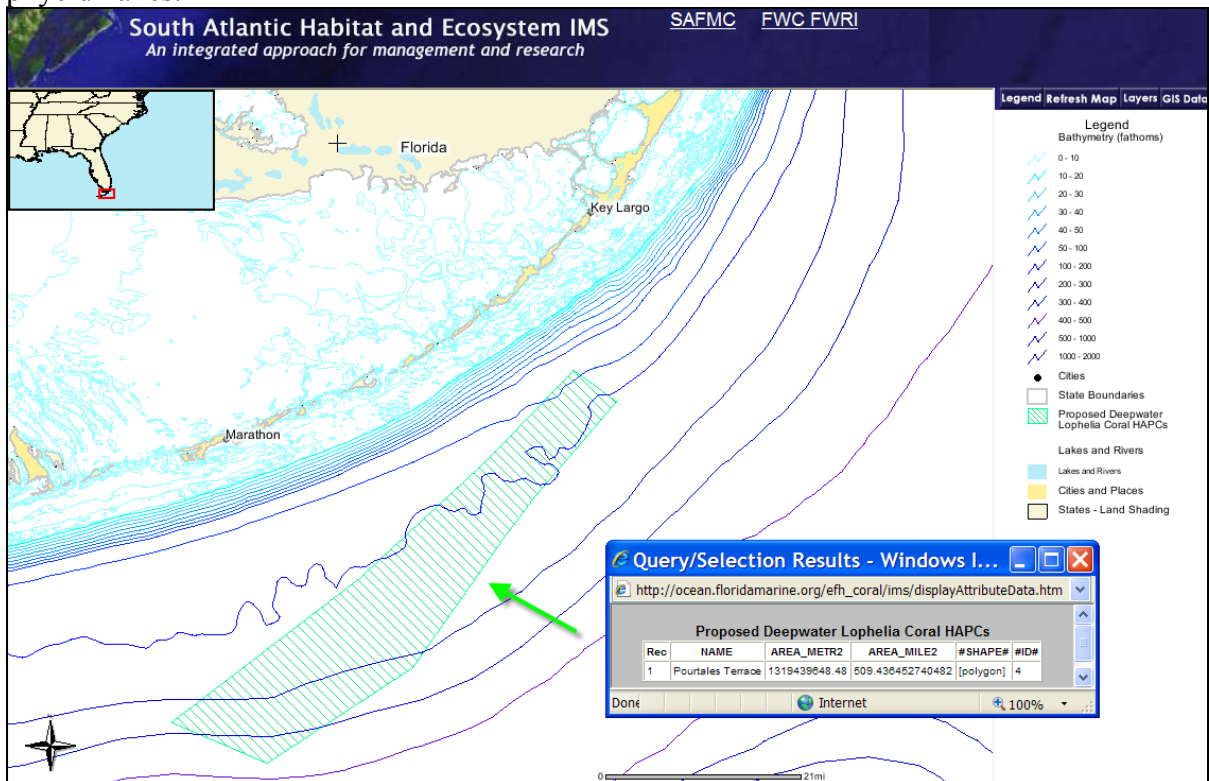 South Atlantic Habitat and Ecosystem IMS
An integrated approach for management and research
SAFMC FWC FWRI
Legend Refresh Map Layers GIS Data
Florida
Key Largo
Marathon
Legend
Bathymetry (fathoms)
0 - 10
10 - 20
20 - 30
30 - 40
40 - 50
50 - 100
100 - 200
200 - 300
300 - 400
400 - 500
500 - 1000
1000 - 2000
Cities
State Boundaries
Proposed Deepwater
Lophelia Coral HAPCs
Lakes and Rivers
Lakes and Rivers
Cities and Places
States - Land Shading
Query/Selection Results - Windows I...
http://ocean.floridamarine.org/efh_coral/ims/displayAttributeData.htm
Proposed Deepwater Lophelia Coral HAPCs
Rec NAME AREA_METR2 AREA_MILE2 #SHAPE# #ID#
1 Pourtales Terrace 1319439648.48 509.436452740482 [polygon] 4
Done Internet 100%
0 21mi